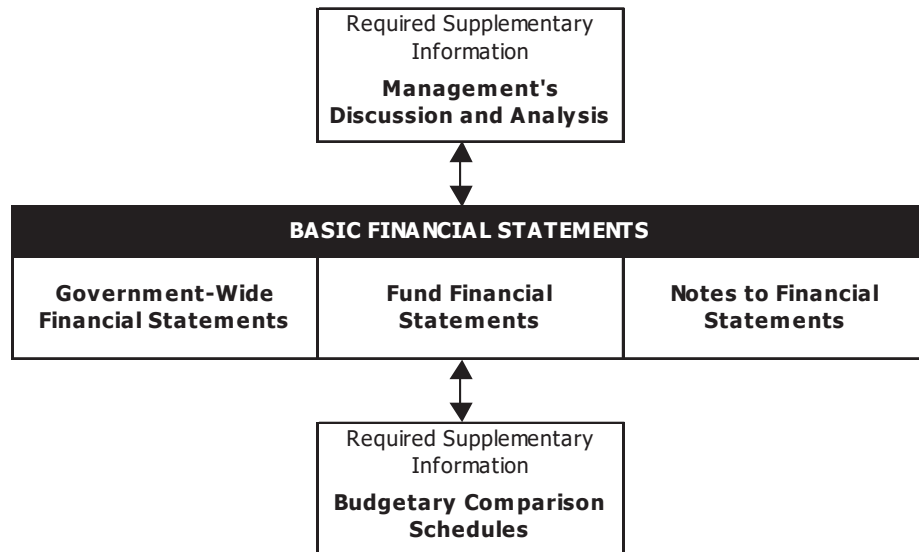 Required Supplementary
Information
Management's
Discussion and Analysis
BASIC FINANCIAL STATEMENTS
Government-Wide
Financial Statements
Fund Financial
Statements
Notes to Financial
Statements
Required Supplementary
Information
Budgetary Comparison
Schedules